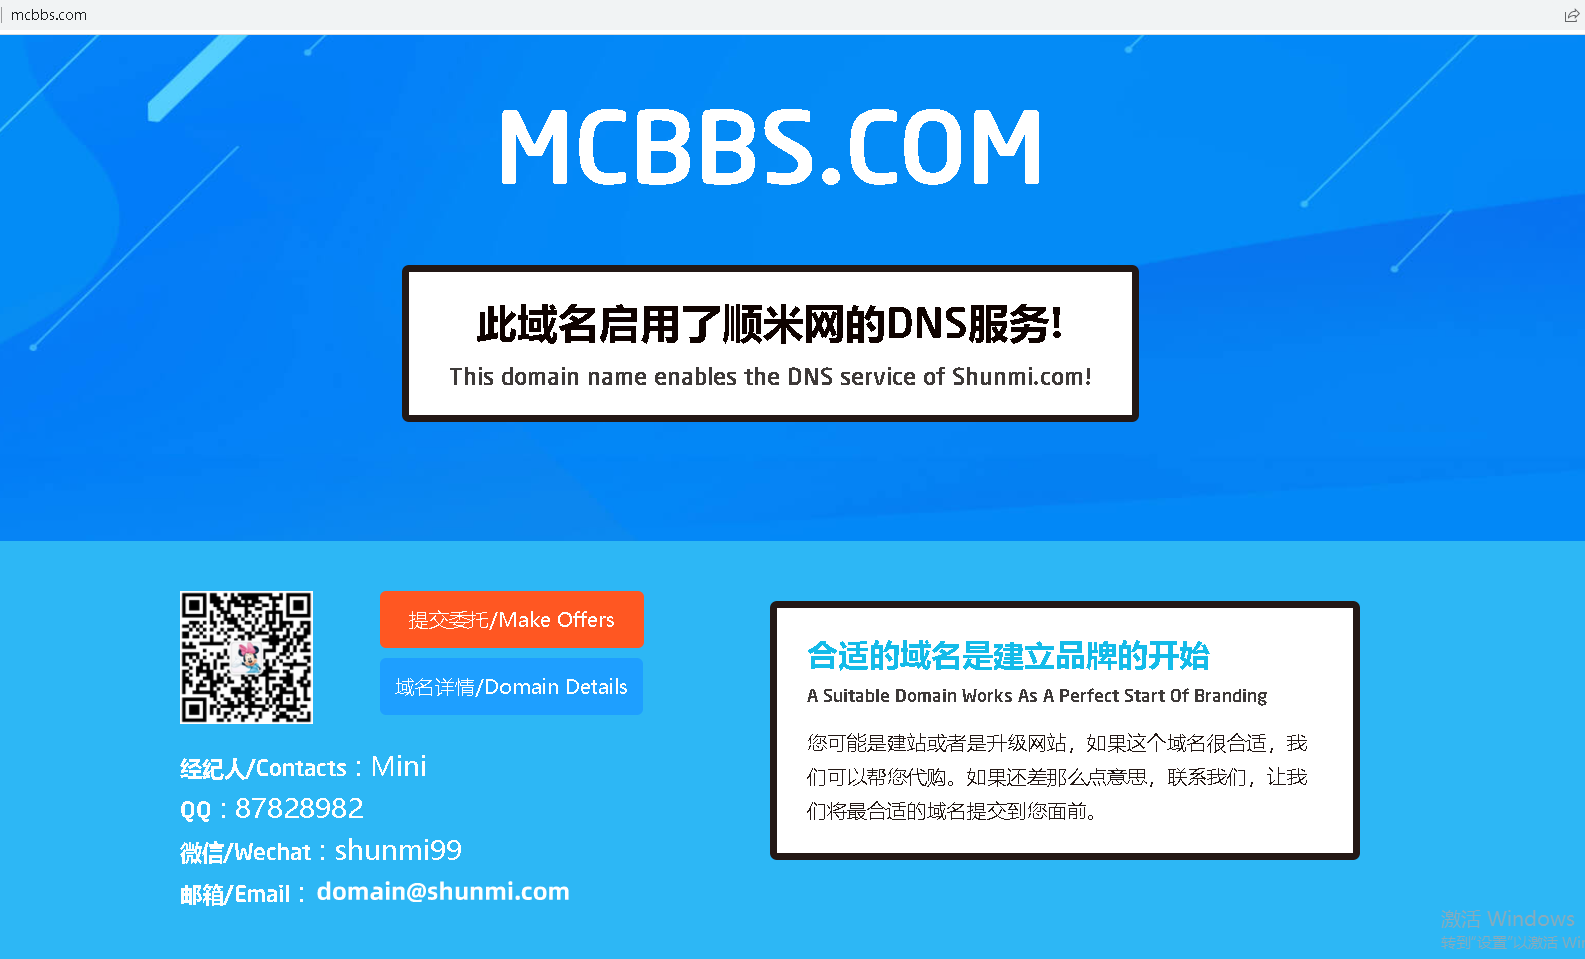 mcbbs.com
MCBBS.COM
此域名启用了顺米网的DNS服务!
This domain name enables the DNS service of Shunmi.com!
提交委托/Make Offers
域名详情/Domain Details
经纪人/Contacts：Mini
QQ：87828982
微信/Wechat：shunmi99
邮箱/Email： domain@shunmi.com
合适的域名是建立品牌的开始
A Suitable Domain Works As A Perfect Start Of Branding
您可能是建站或者是升级网站，如果这个域名很合适，我
们可以帮您代购。如果还差那么点意思，联系我们，让我
们将最合适的域名提交到您面前。
激活 Windows
转到"设置"以激活 Win